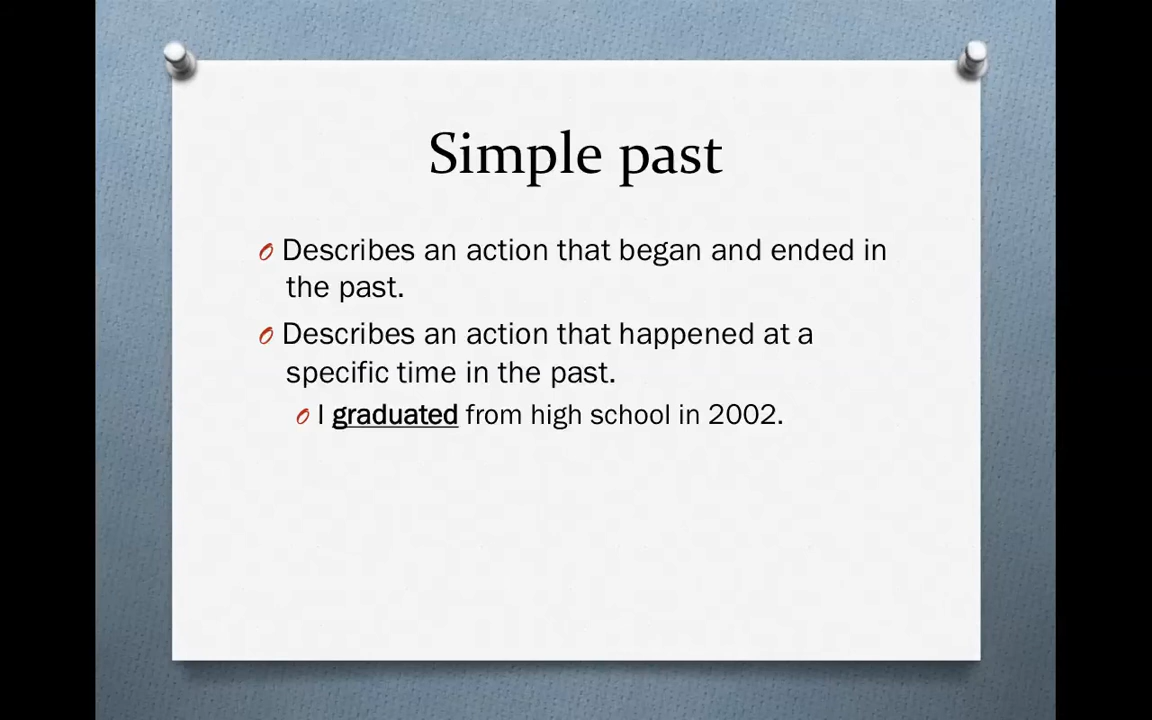 Simple past
Describes an action that began and ended in
the past.
Describes an action that happened at a
specific time in the past.
I graduated from high school in 2002.